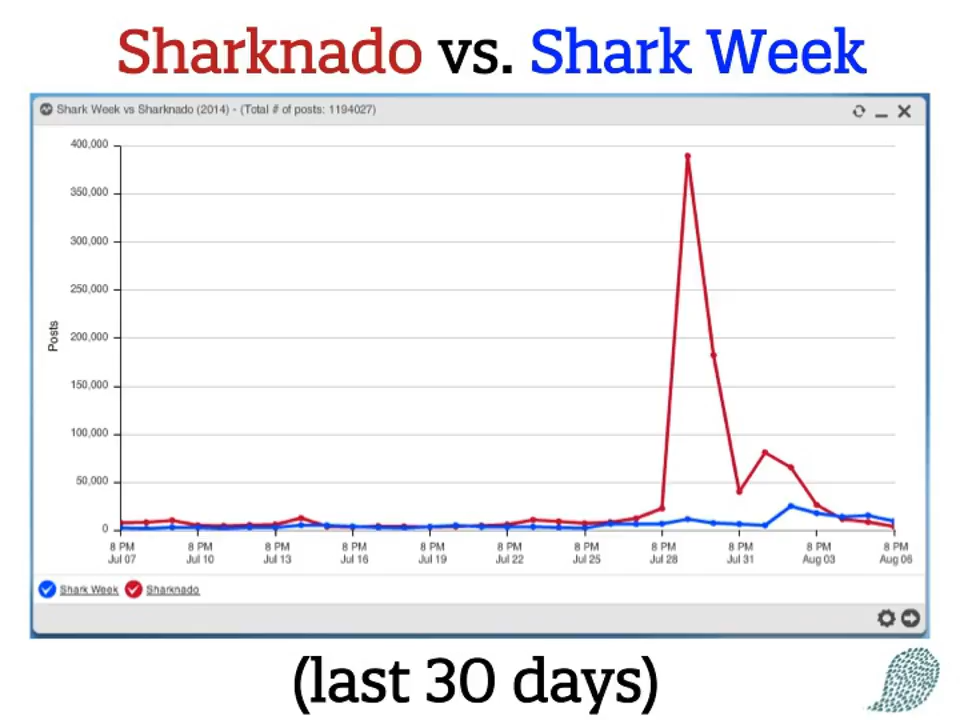 Sharknado vs. Shark Week
Shark Week vs Sharknado (2014) - (Total # of posts: 1194027)
400,000
350,000
300,000
250,000
200,000
150,000
100,000
50,000
0
Posts
8 PM 8 PM 8 PM 8 PM 8 PM 8 PM 8 PM 8 PM 8 PM 8 PM 8 PM
Jul 07 Jul 10 Jul 13 Jul 16 Jul 19 Jul 22 Jul 25 Jul 28 Jul 31 Aug 03 Aug 06
Shark Week Sharknado
(last 30 days)